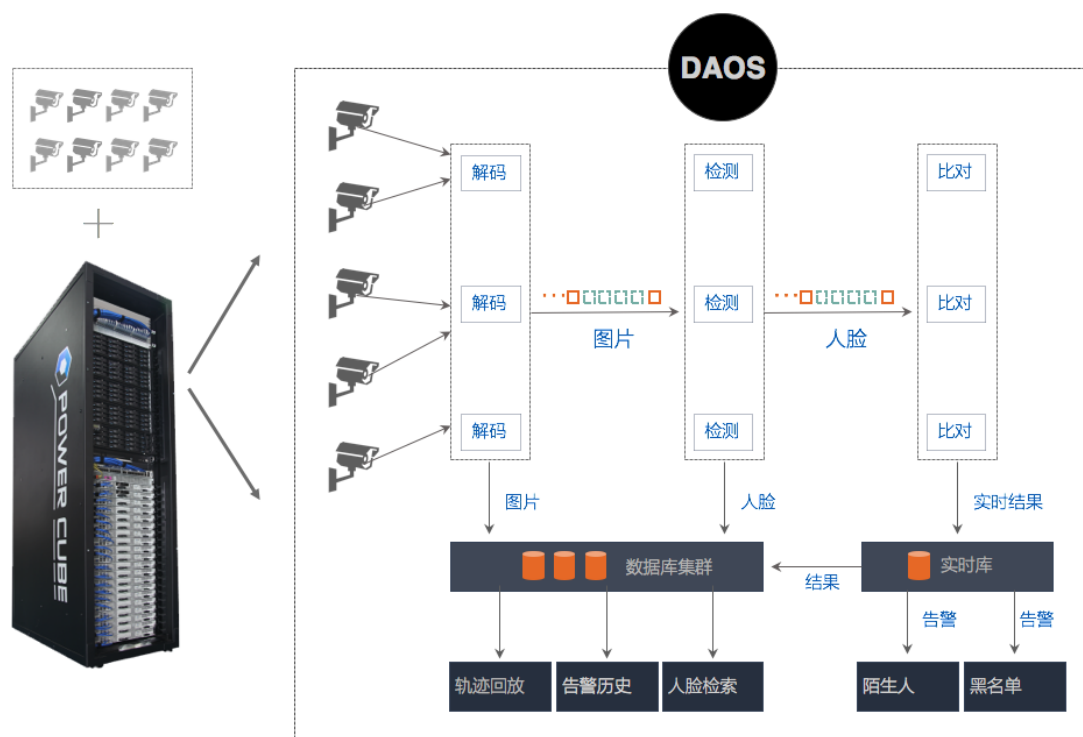 DAOS
解码
检测
比对
解码
检测
比对
图片
人脸
解码
检测
比对
图片
人脸
实时结果
数据库集群
实时库
结果
告警
告警
轨迹回放
告警历史
人脸检索
陌生人
黑名单
POWER CUBE